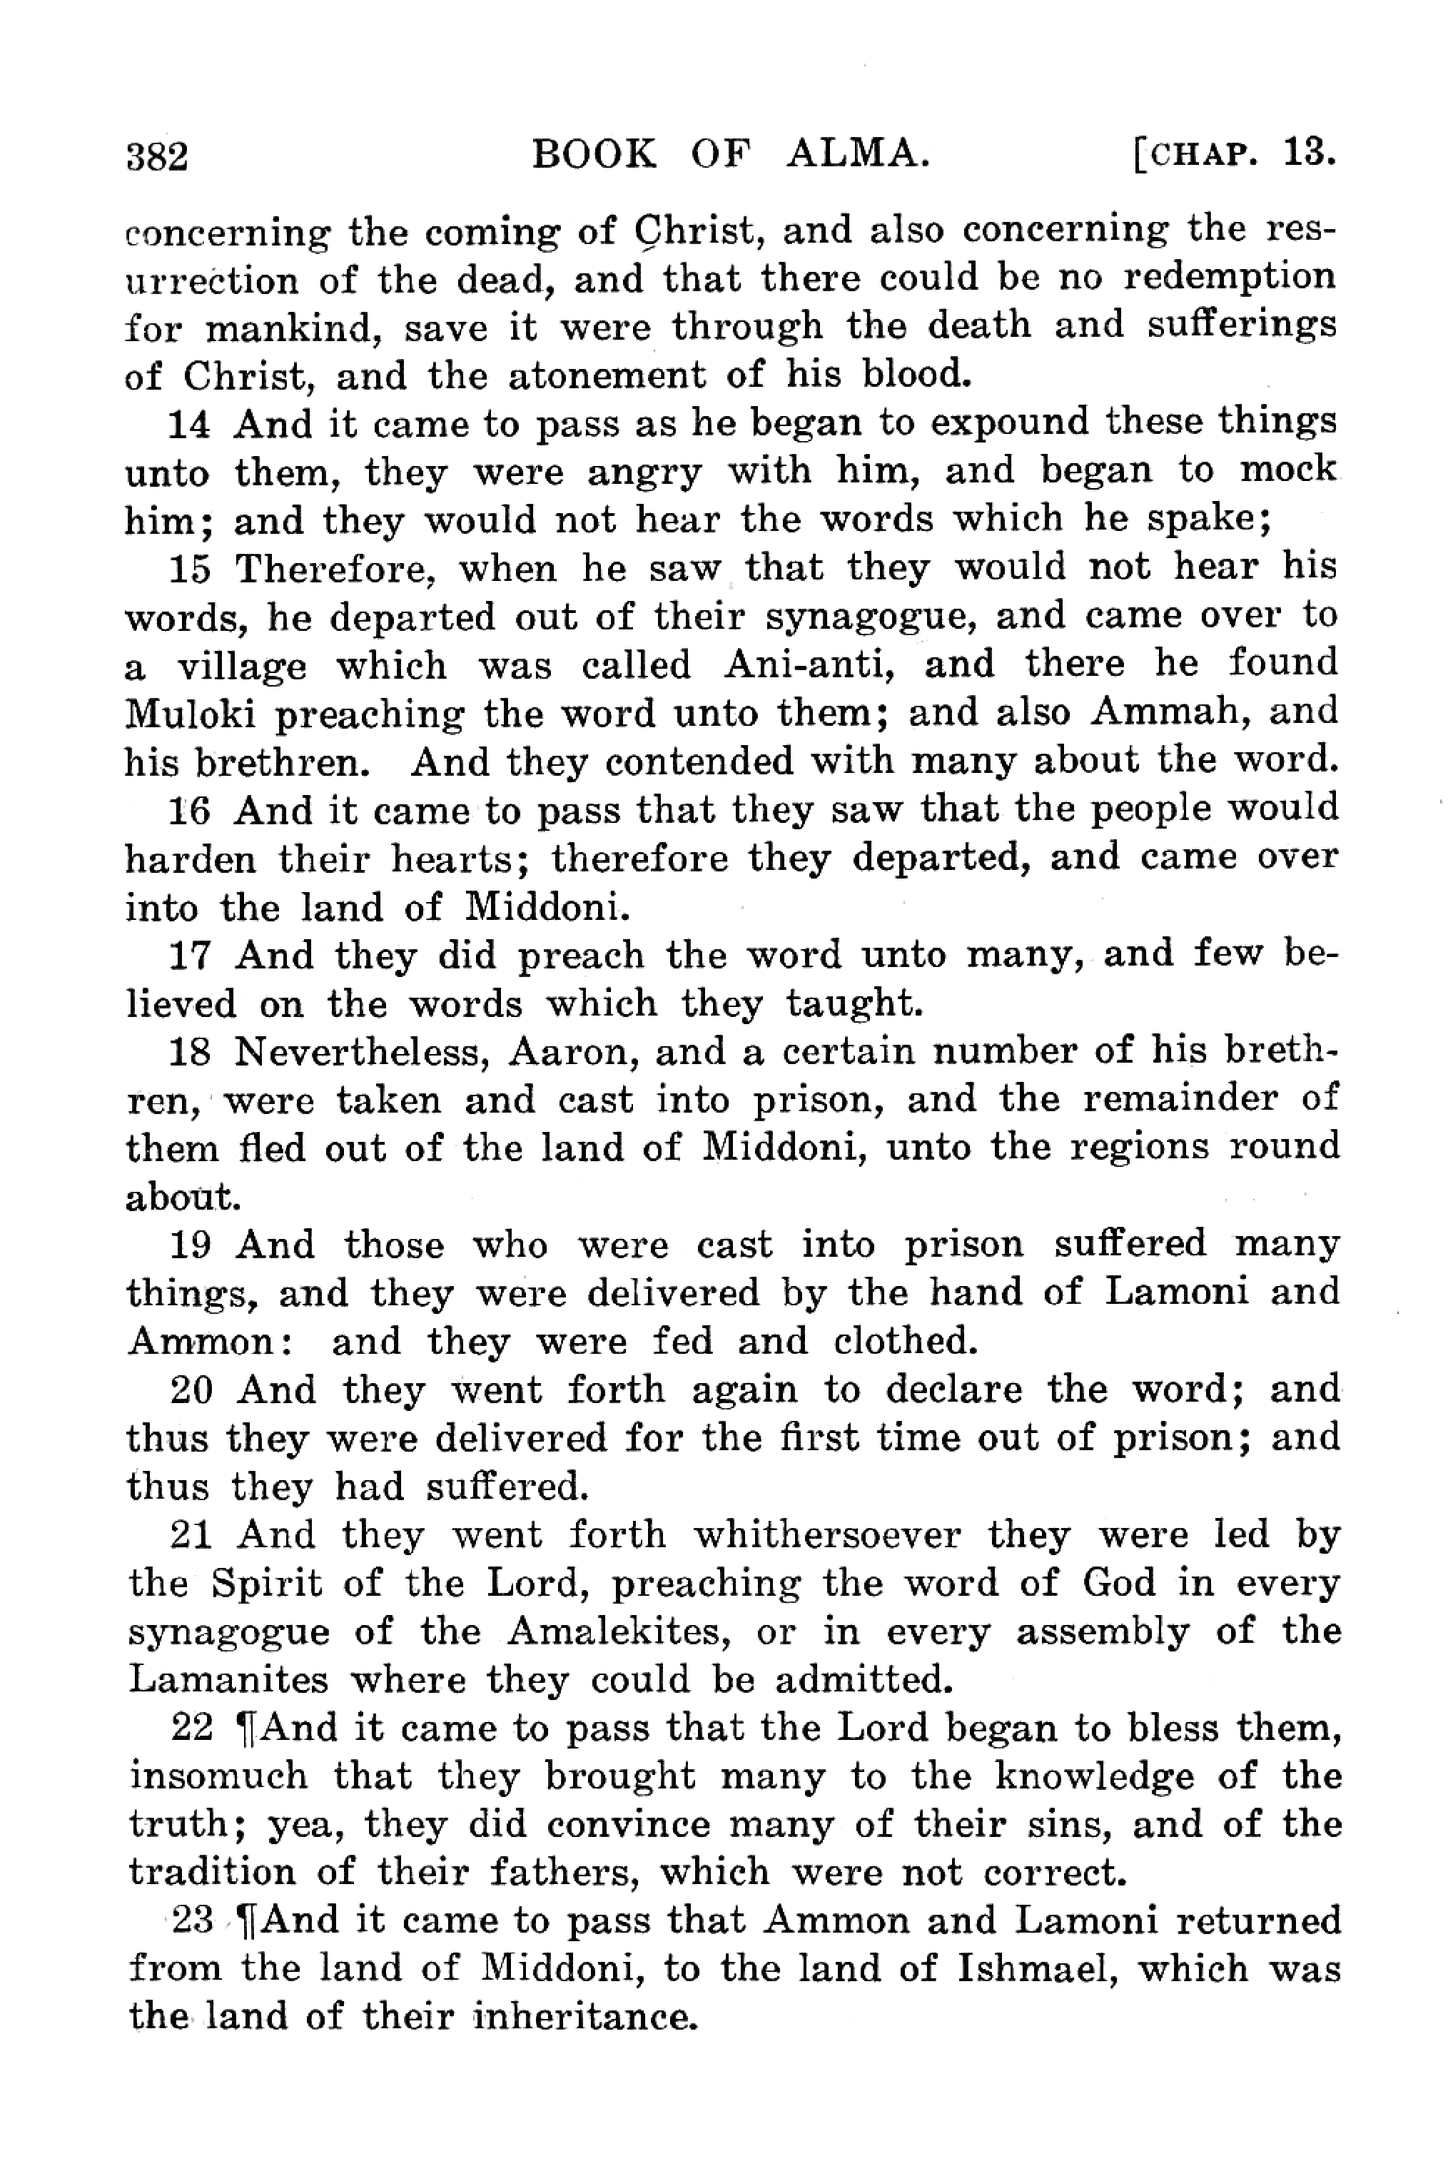 382 BOOK OF ALMA. [CHAP. 13.
concerning the coming of Christ, and also concerning the res-
urrection of the dead, and that there could be no redemption
for mankind, save it were through the death and sufferings
of Christ, and the atonement of his blood.
14 And it came to pass as he began to expound these things
unto them, they were angry with him, and began to mock
him; and they would not hear the words which he spake;
15 Therefore, when he saw that they would not hear his
words, he departed out of their synagogue, and came over to
a village which was called Ani-anti, and there he found
Muloki preaching the word unto them; and also Ammah, and
his brethren. And they contended with many about the word.
16 And it came to pass that they saw that the people would
harden their hearts; therefore they departed, and came over
into the land of Middoni.
17 And they did preach the word unto many, and few be-
lieved on the words which they taught.
18 Nevertheless, Aaron, and a certain number of his breth-
ren, were taken and cast into prison, and the remainder of
them fled out of the land of Middoni, unto the regions round
about.
19 And those who were cast into prison suffered many
things, and they were delivered by the hand of Lamoni and
Ammon: and they were fed and clothed.
20 And they went forth again to declare the word; and
thus they were delivered for the first time out of prison; and
thus they had suffered.
21 And they went forth whithersoever they were led by
the Spirit of the Lord, preaching the word of God in every
synagogue of the Amalekites, or in every assembly of the
Lamanites where they could be admitted.
22 ¶And it came to pass that the Lord began to bless them,
insomuch that they brought many to the knowledge of the
truth; yea, they did convince many of their sins, and of the
tradition of their fathers, which were not correct.
23 ¶And it came to pass that Ammon and Lamoni returned
from the land of Middoni, to the land of Ishmael, which was
the land of their inheritance.